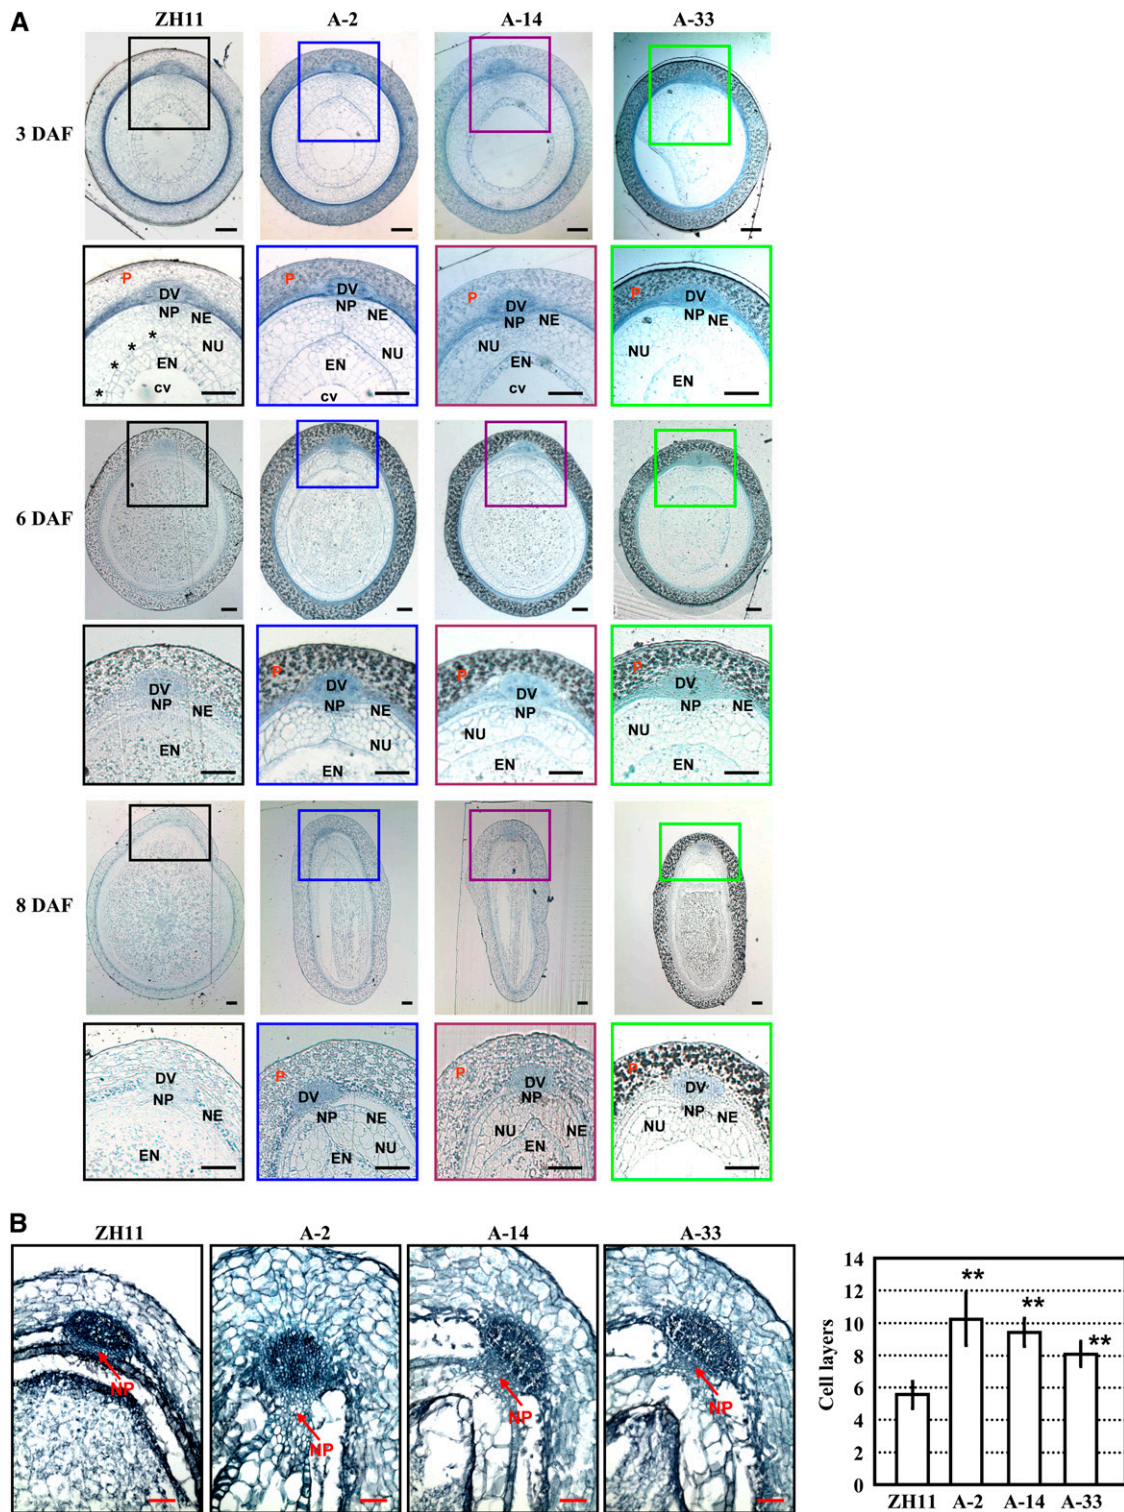 A
ZH11 A-2 A-14 A-33
3 DAF
P DV NP NE NU EN cv * * * *
P DV NP NE NU EN cv
P DV NP NE NU EN cv
P DV NP NE NU EN
6 DAF
DV NP NE EN
P DV NP NE NU EN
P DV NP NE NU EN
P DV NP NE NU EN
8 DAF
DV NP NE EN
P DV NP NE NU EN
P DV NP NU NE EN
P DV NP NU
B
ZH11 A-2 A-14 A-33
NP NP NP NP
Cell layers
14
12
10
8
6
4
2
0
** ** **
ZH11 A-2 A-14 A-33